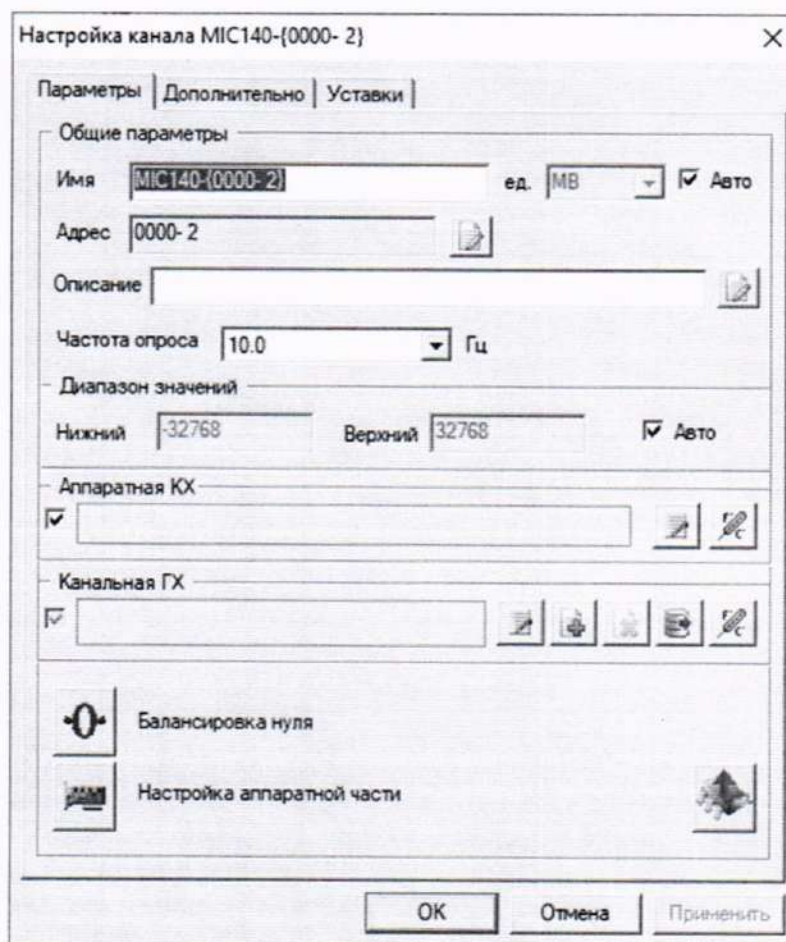 Настройка канала MIC140-{0000- 2}
Параметры Дополнительно Уставки
Общие параметры
Имя MIC140-{0000- 2} ед. МВ Авто
Адрес 0000- 2
Описание
Частота опроса 10.0 Гц
Диапазон значений
Нижний -32768 Верхний 32768 Авто
Аппаратная КХ
Канальная ГХ
Балансировка нуля
Настройка аппаратной части
OK Отмена Применить